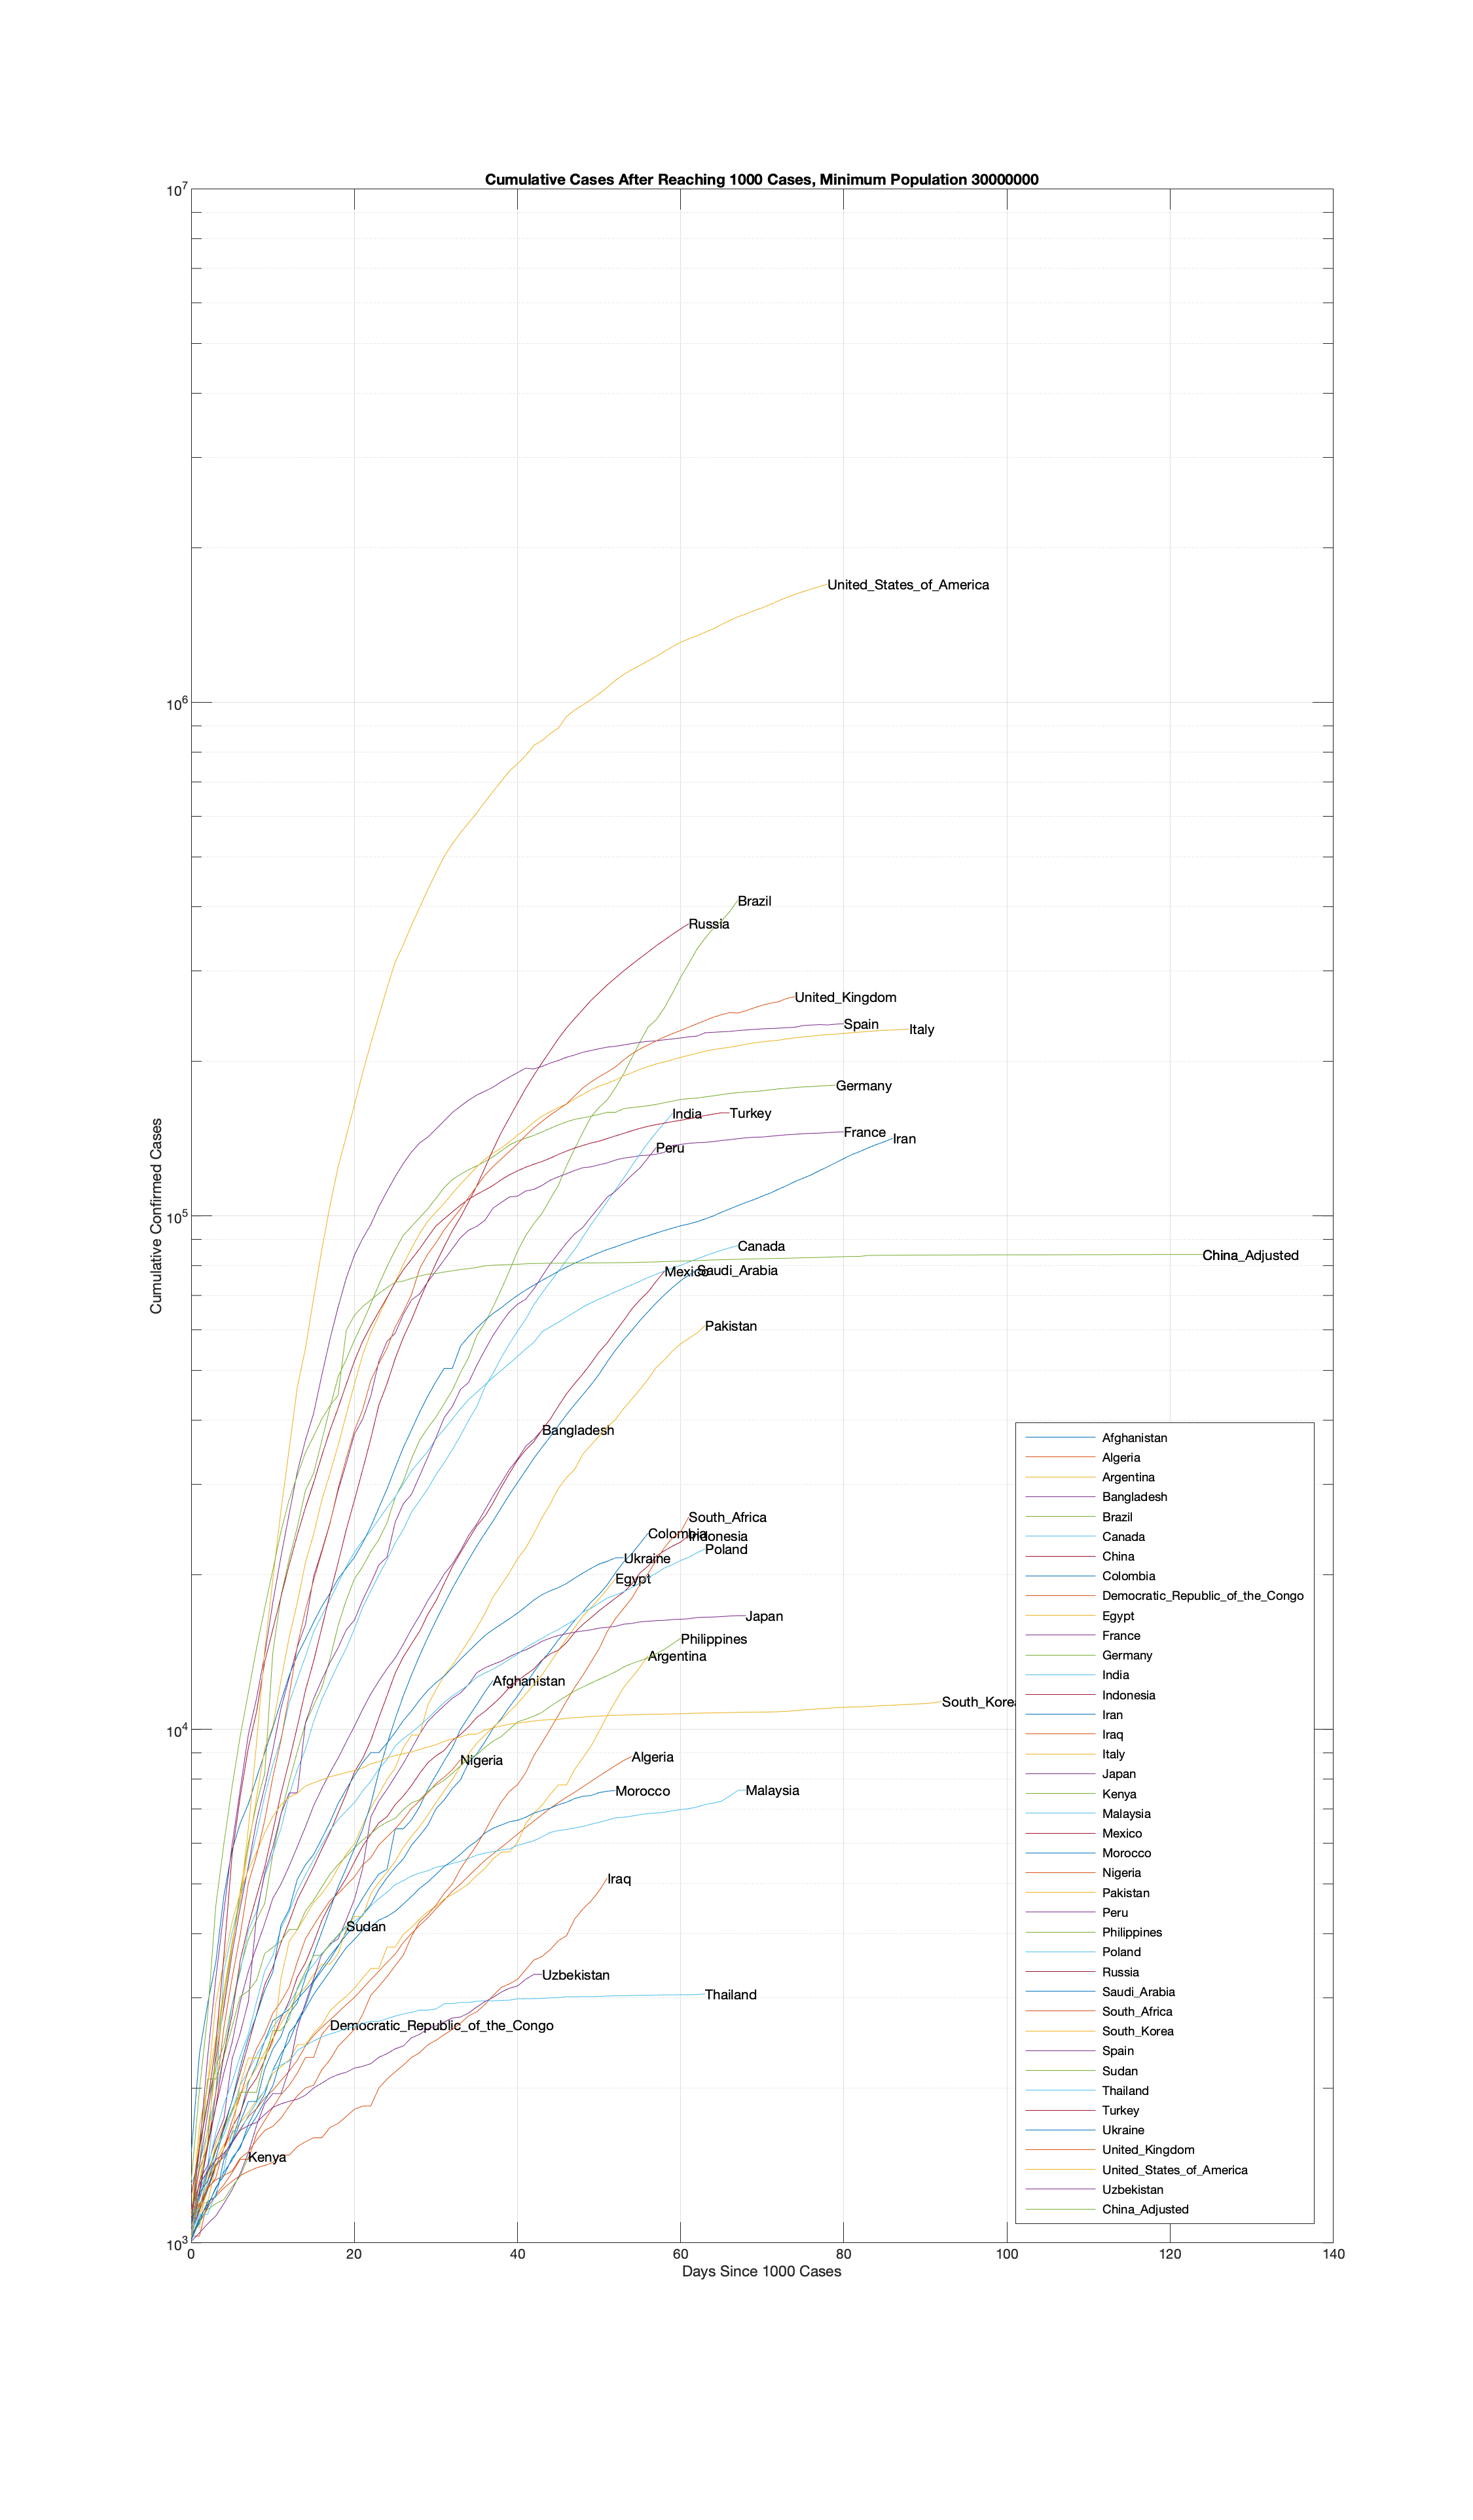 Cumulative Cases After Reaching 1000 Cases, Minimum Population 30000000
10^7
United_States_of_America
10^6
Brazil
Russia
United_Kingdom
Spain
Italy
Germany
India
Turkey
France
Iran
Peru
10^5
Canada
China_Adjusted
Mexico
Saudi_Arabia
Pakistan
Bangladesh
South_Africa
Colombia
Indonesia
Poland
Ukraine
Egypt
Japan
Philippines
Argentina
Afghanistan
South_Korea
10^4
Nigeria
Algeria
Morocco
Malaysia
Iraq
Sudan
Uzbekistan
Thailand
Democratic_Republic_of_the_Congo
Kenya
10^3
Cumulative Confirmed Cases
0 20 40 60 80 100 120 140
Days Since 1000 Cases
Afghanistan
Algeria
Argentina
Bangladesh
Brazil
Canada
China
Colombia
Democratic_Republic_of_the_Congo
Egypt
France
Germany
India
Indonesia
Iran
Iraq
Italy
Japan
Kenya
Malaysia
Mexico
Morocco
Nigeria
Pakistan
Peru
Philippines
Poland
Russia
Saudi_Arabia
South_Africa
South_Korea
Spain
Sudan
Thailand
Turkey
Ukraine
United_Kingdom
United_States_of_America
Uzbekistan
China_Adjusted